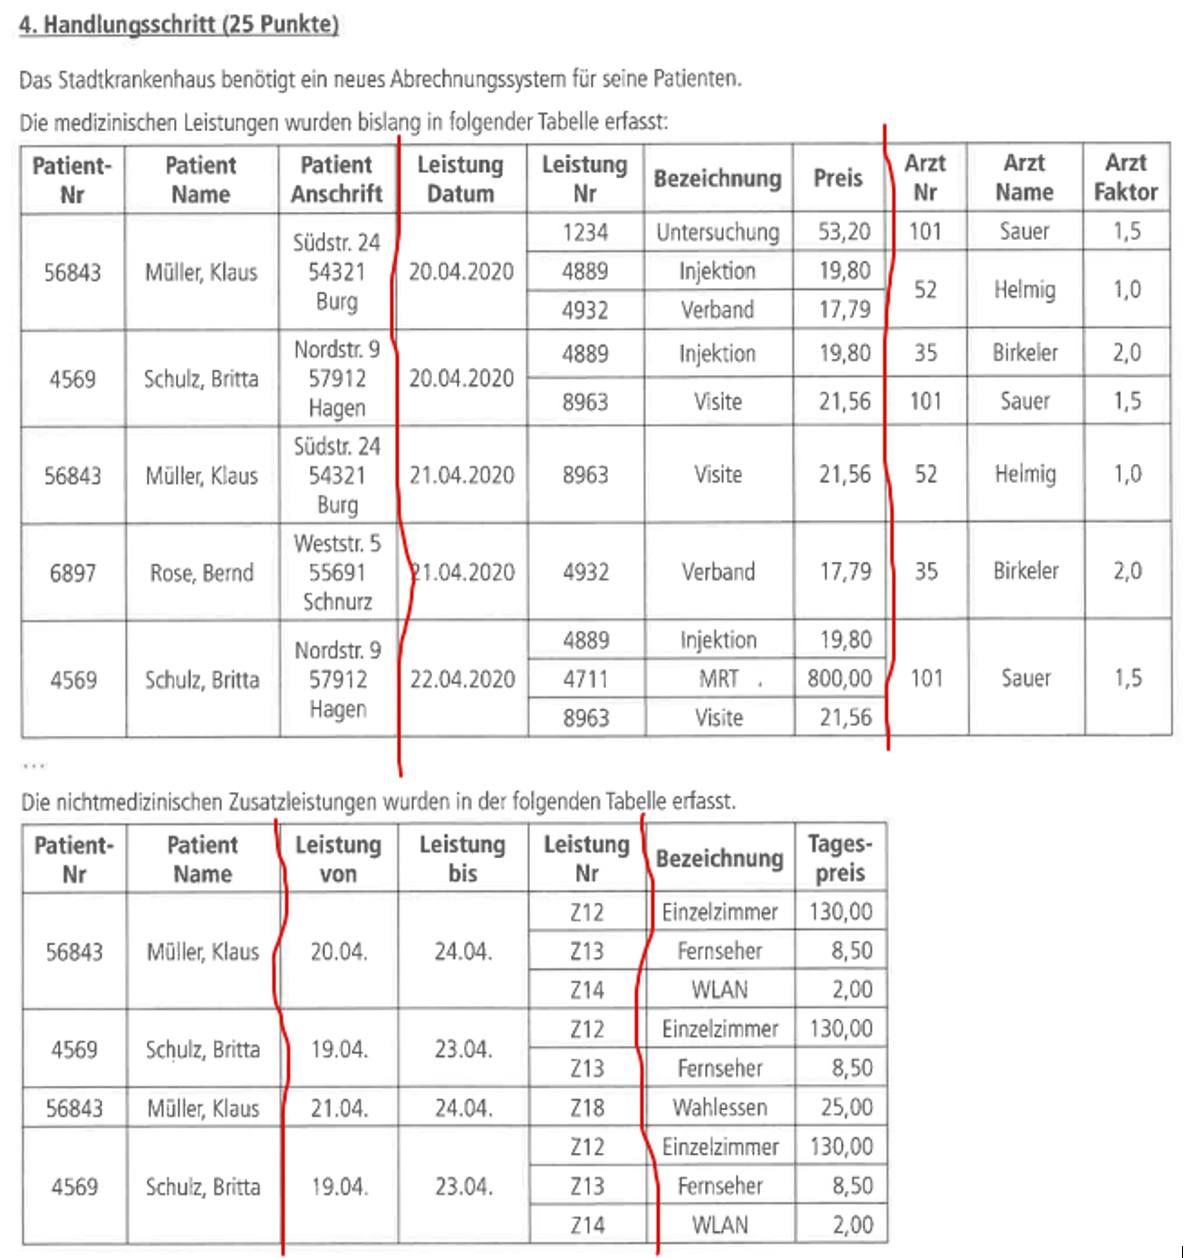 4. Handlungsschritt (25 Punkte)
Das Stadtkrankenhaus benötigt ein neues Abrechnungssystem für seine Patienten.
Die medizinischen Leistungen wurden bislang in folgender Tabelle erfasst:
Patient-Nr Patient Name Patient Anschrift Leistung Datum Leistung Nr Bezeichnung Preis Arzt Nr Arzt Name Arzt Faktor
56843 Müller, Klaus Südstr. 24 54321 Burg 20.04.2020 1234 Untersuchung 53,20 101 Sauer 1,5
4889 Injektion 19,80 52 Helmig 1,0
4932 Verband 17,79
4569 Schulz, Britta Nordstr. 9 57912 Hagen 20.04.2020 4889 Injektion 19,80 35 Birkeler 2,0
8963 Visite 21,56 101 Sauer 1,5
56843 Müller, Klaus Südstr. 24 54321 Burg 21.04.2020 8963 Visite 21,56 52 Helmig 1,0
6897 Rose, Bernd Weststr. 5 55691 Schnurz 21.04.2020 4932 Verband 17,79 35 Birkeler 2,0
4569 Schulz, Britta Nordstr. 9 57912 Hagen 22.04.2020 4889 Injektion 19,80 101 Sauer 1,5
4711 MRT 800,00
8963 Visite 21,56
...
Die nichtmedizinischen Zusatzleistungen wurden in der folgenden Tabelle erfasst.
Patient-Nr Patient Name Leistung von Leistung bis Leistung Nr Bezeichnung Tages-preis
56843 Müller, Klaus 20.04. 24.04. Z12 Einzelzimmer 130,00
Z13 Fernseher 8,50
Z14 WLAN 2,00
4569 Schulz, Britta 19.04. 23.04. Z12 Einzelzimmer 130,00
Z13 Fernseher 8,50
56843 Müller, Klaus 21.04. 24.04. Z18 Wahlessen 25,00
4569 Schulz, Britta 19.04. 23.04. Z12 Einzelzimmer 130,00
Z13 Fernseher 8,50
Z14 WLAN 2,00